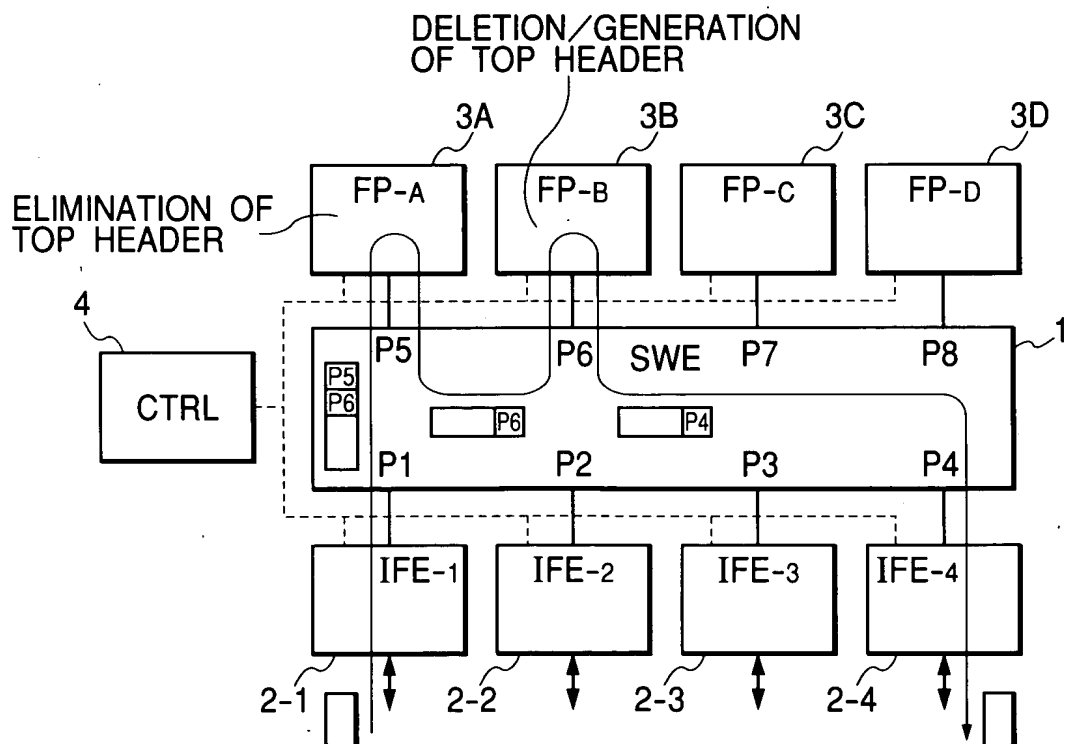 DELETION/GENERATION
OF TOP HEADER
3A
3B
3C
3D
FP-A
FP-B
FP-C
FP-D
ELIMINATION OF
TOP HEADER
4
CTRL
1
P5
P6
SWE
P7
P8
P5
P6
P6
P4
P1
P2
P3
P4
IFE-1
IFE-2
IFE-3
IFE-4
2-1
2-2
2-3
2-4